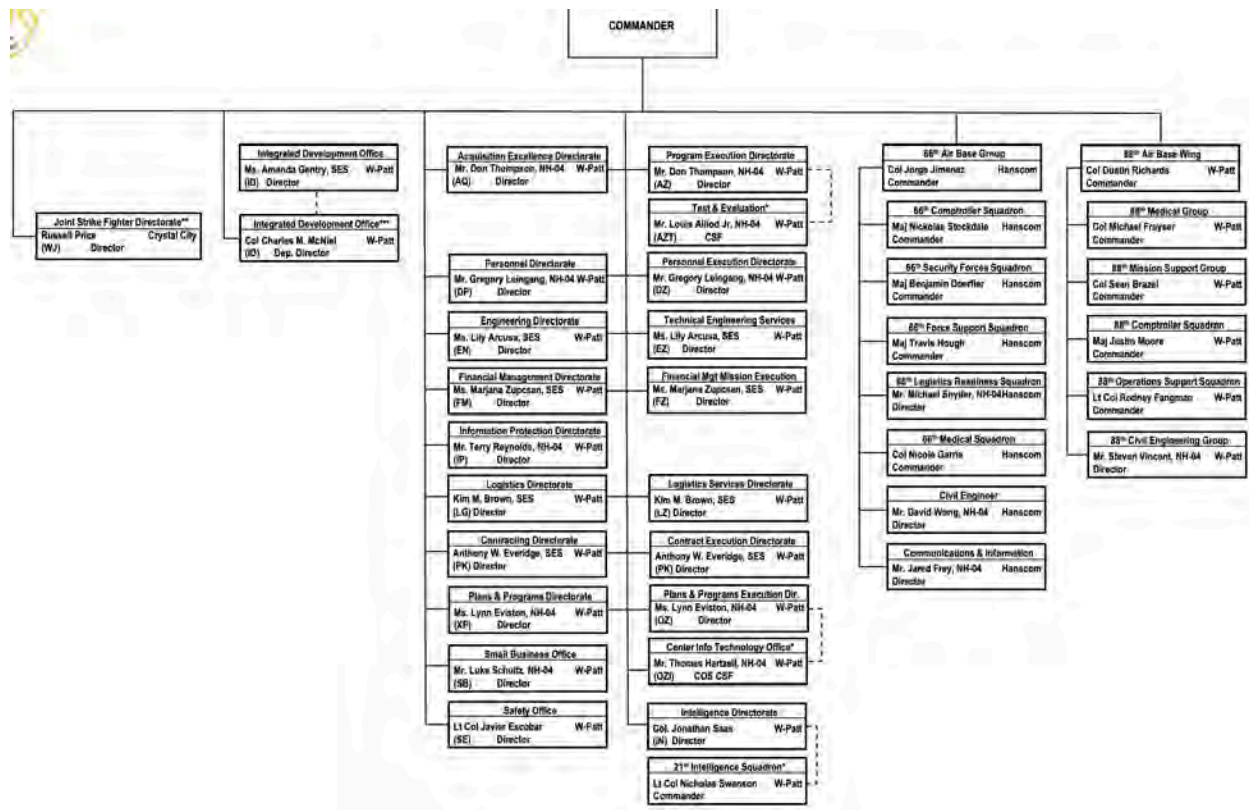 COMMANDER
Joint Strike Fighter Directorate**
Russell Price Crystal City
(WJ) Director
Integrated Development Office
Ms. Amanda Gentry, SES W-Patt
(ID) Director
Integrated Development Office***
Col Charles M. McNiel W-Patt
(ID) Dep. Director
Acquisition Excellence Directorate
Mr. Don Thompson, NH-04 W-Patt
(AQ) Director
Personnel Directorate
Mr. Gregory Leingang, NH-04 W-Patt
(DP) Director
Engineering Directorate
Ms. Lily Arcusa, SES W-Patt
(EN) Director
Financial Management Directorate
Ms. Marjana SES W-Patt
(FM) Director
Information Protection Directorate
Mr. Terry Reynolds, NH-04 W-Patt
(IP) Director
Logistics Directorate
Kim M. Brown, SES W-Patt
(LG) Director
Contracting Directorate
Anthony W. Everidge, SES W-Patt
(PK) Director
Plans & Programs Directorate
Ms. Lynn Eviston, NH-04 W-Patt
(XP) Director
Small Business Office
Mr. Luke Schultz, NH-04 W-Patt
(SB) Director
Safety Office
Lt Col Javier Escobar W-Patt
(SE) Director
Program Execution Directorate
Mr. Don Thompson, NH-04 W-Patt
(AZ) Director
Test & Evaluation*
Mr. Louis Jr. NH-04 W-Patt
(AZT) CSF
Personnel Execution Directorate
Mr. Gregory Leingang, NH-04 W-Patt
(DZ) Director
Technical Engineering Services
Ms. Lily Arcusa, SES W-Patt
(EZ) Director
Financial Mgt Mission Execution
Ms. Marjana SES W-Patt
(FZ) Director
Logistics Services Directorate
Kim M. Brown, SES W-Patt
(LZ) Director
Contract Execution Directorate
Anthony W. Everidge, SES W-Patt
(PK) Director
Plans & Programs Execution Dir.
Ms. Lynn Eviston, NH-04 W-Patt
(OZ) Director
Center Info Technology Office*
Mr. Thomas Hartzell, NH-04 W-Patt
(OZI) COS CSF
Intelligence Directorate
Col. Jonathan Saas W-Patt
(IN) Director
21st Intelligence Squadron*
Lt Col Nicholas Swanson W-Patt
Commander
66th Air Base Group
Col Jorge Jimenez Hanscom
Commander
66th Comptroller Squadron
Maj Nickolas Stockdale Hanscom
Commander
66th Security Forces Squadron
Maj Benjamin Doerfler Hanscom
Commander
66th Force Support Squadron
Maj Travis Hough Hanscom
Commander
Logistics Readiness Squadron
Mr. Michael Snyder, NH-04 Hanscom
Director
66th Medical Squadron
Col Nicole Hanscom
Commander
Civil Engineer
Mr. David Wong, NH-04 Hanscom
Director
Communications & Information
Mr. Jared Frey, NH-04 Hanscom
Director
88th Air Base Wing
Col Dustin Richards W-Patt
Commander
88th Medical Group
Col Michael W-Patt
Commander
88th Mission Support Group
Col Sean Brazel W-Patt
Commander
88th Comptroller Squadron
Maj Justin Moore W-Patt
Commander
88th Operations Support Squadron
Lt Col Rodney Fangman W-Patt
Commander
88th Civil Engineering Group
Mr. Steven Vincent, NH-04 W-Patt
Director